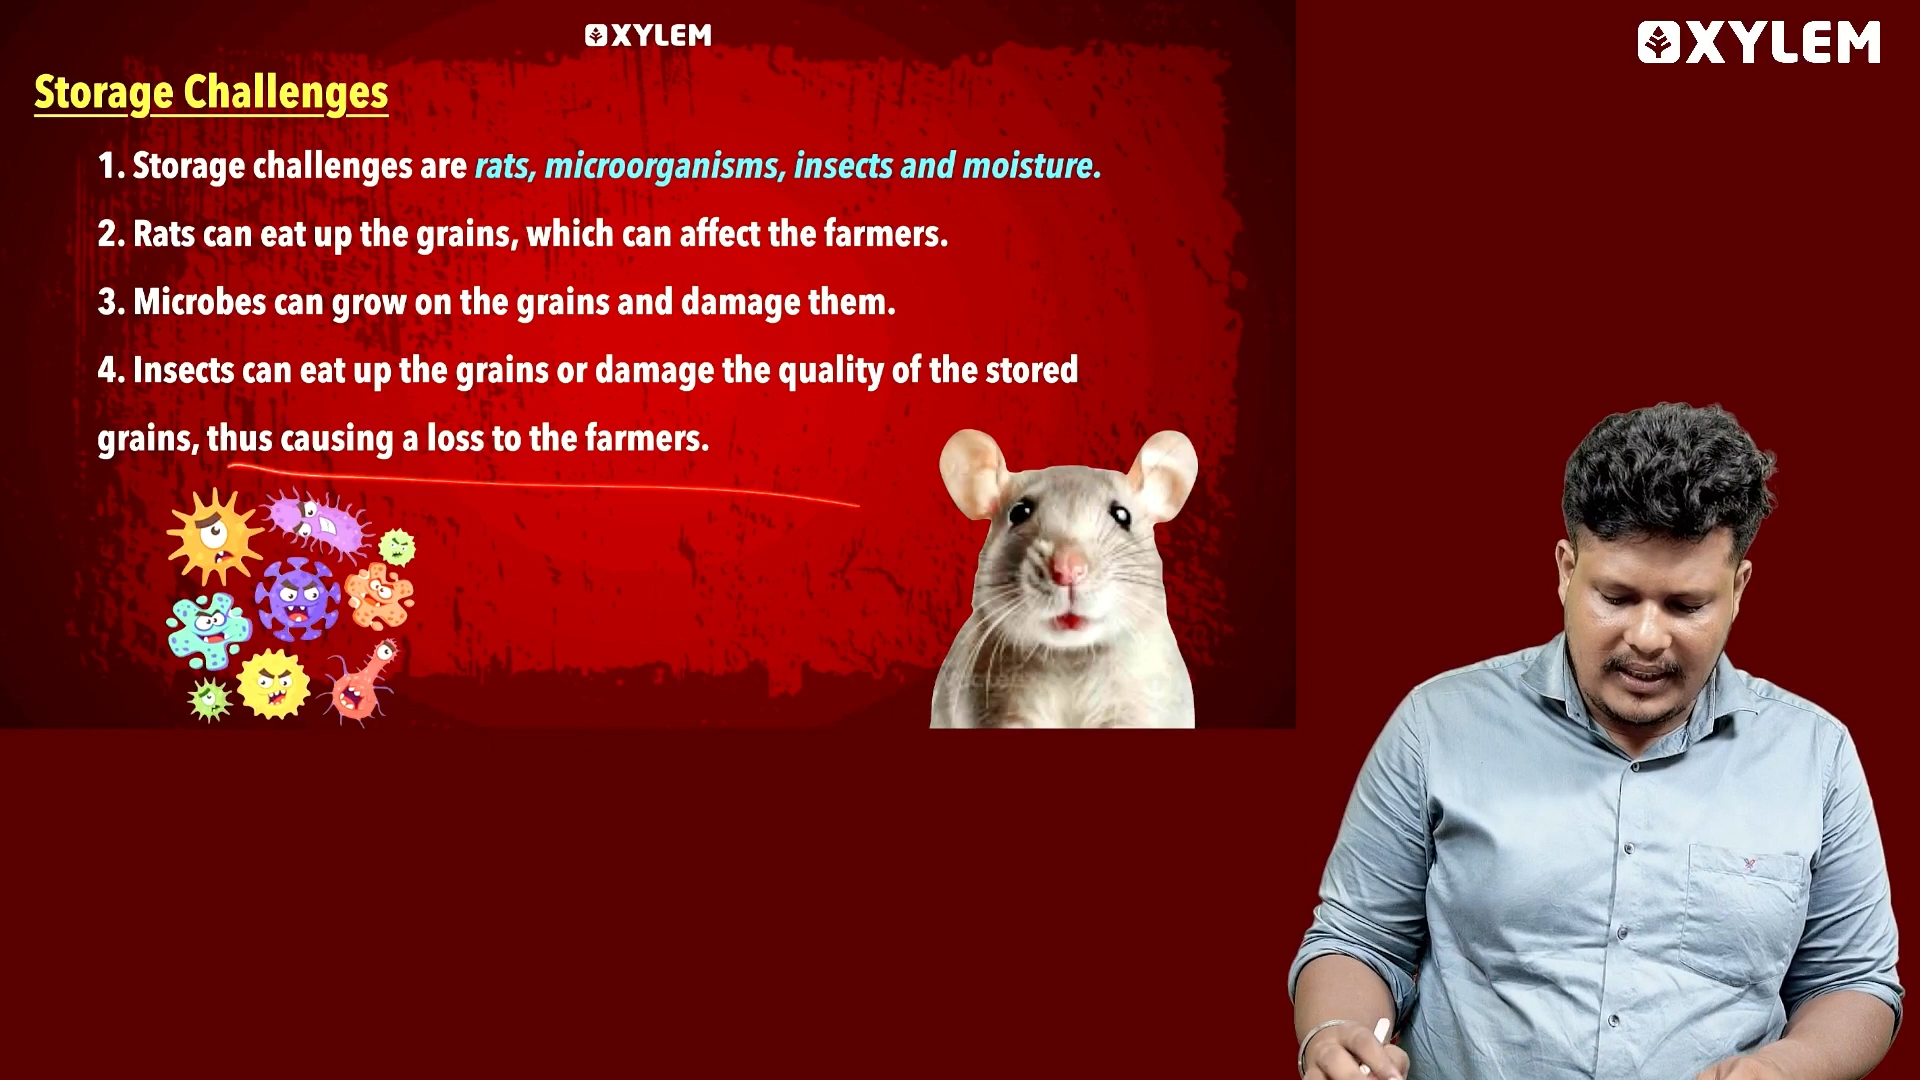 XYLEM
XYLEM
Storage Challenges
1. Storage challenges are rats, microorganisms, insects and moisture.
2. Rats can eat up the grains, which can affect the farmers.
3. Microbes can grow on the grains and damage them.
4. Insects can eat up the grains or damage the quality of the stored
grains, thus causing a loss to the farmers.